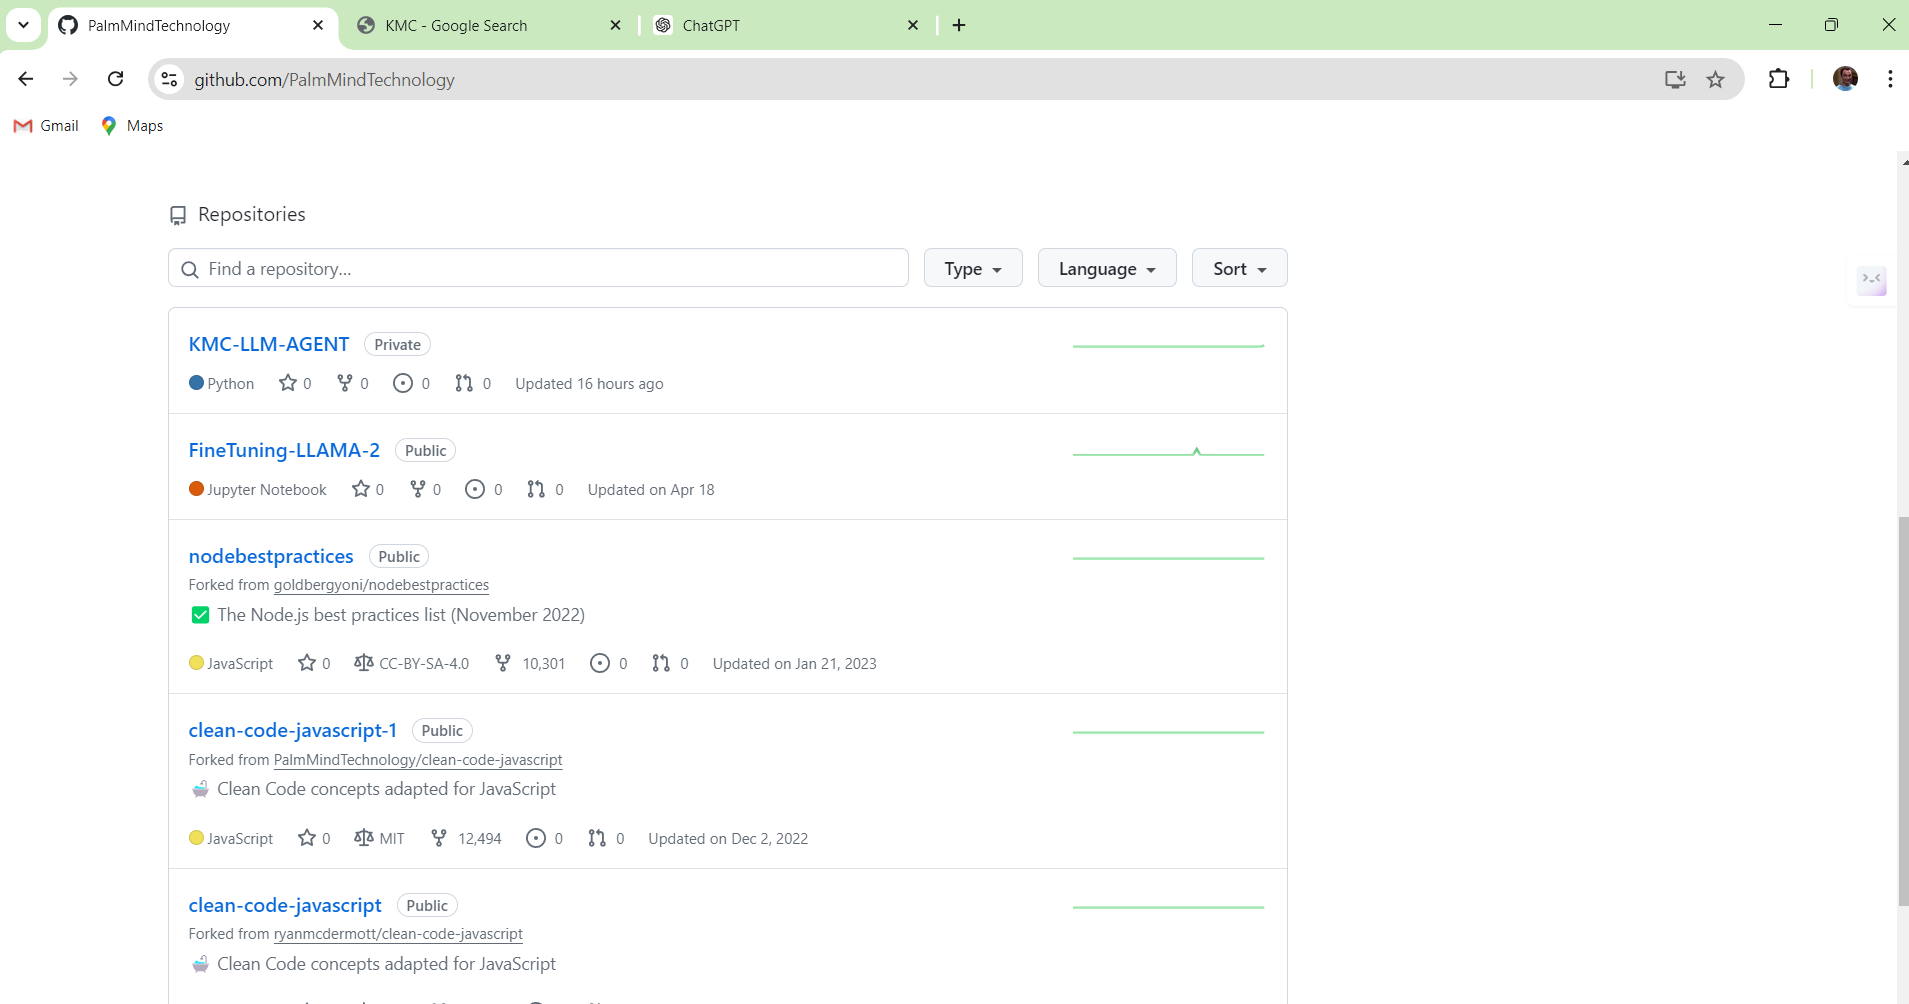 PalmMindTechnology
KMC - Google Search
ChatGPT
github.com/PalmMindTechnology
Gmail
Maps
Repositories
Find a repository...
Type
Language
Sort
KMC-LLM-AGENT Private
Python 0 0 0 0 Updated 16 hours ago
FineTuning-LLAMA-2 Public
Jupyter Notebook 0 0 0 0 Updated on Apr 18
nodebestpractices Public
Forked from goldbergyoni/nodebestpractices
✅ The Node.js best practices list (November 2022)
JavaScript 0 CC-BY-SA-4.0 10,301 0 0 Updated on Jan 21, 2023
clean-code-javascript-1 Public
Forked from PalmMindTechnology/clean-code-javascript
🛁 Clean Code concepts adapted for JavaScript
JavaScript 0 MIT 12,494 0 0 Updated on Dec 2, 2022
clean-code-javascript Public
Forked from ryanmcdermott/clean-code-javascript
🛁 Clean Code concepts adapted for JavaScript